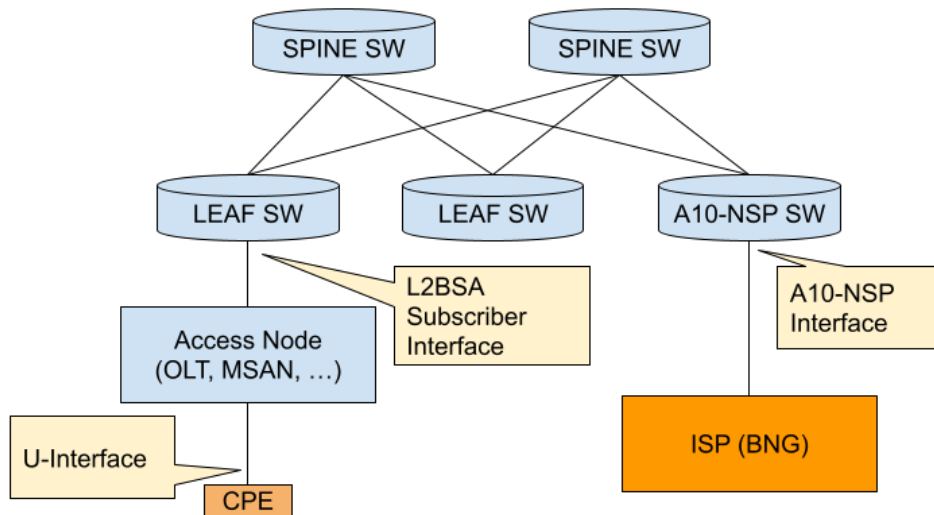 SPINE SW
SPINE SW
LEAF SW
LEAF SW
A10-NSP SW
L2BSA
Subscriber
Interface
A10-NSP
Interface
Access Node
(OLT, MSAN, ...)
U-Interface
ISP (BNG)
CPE